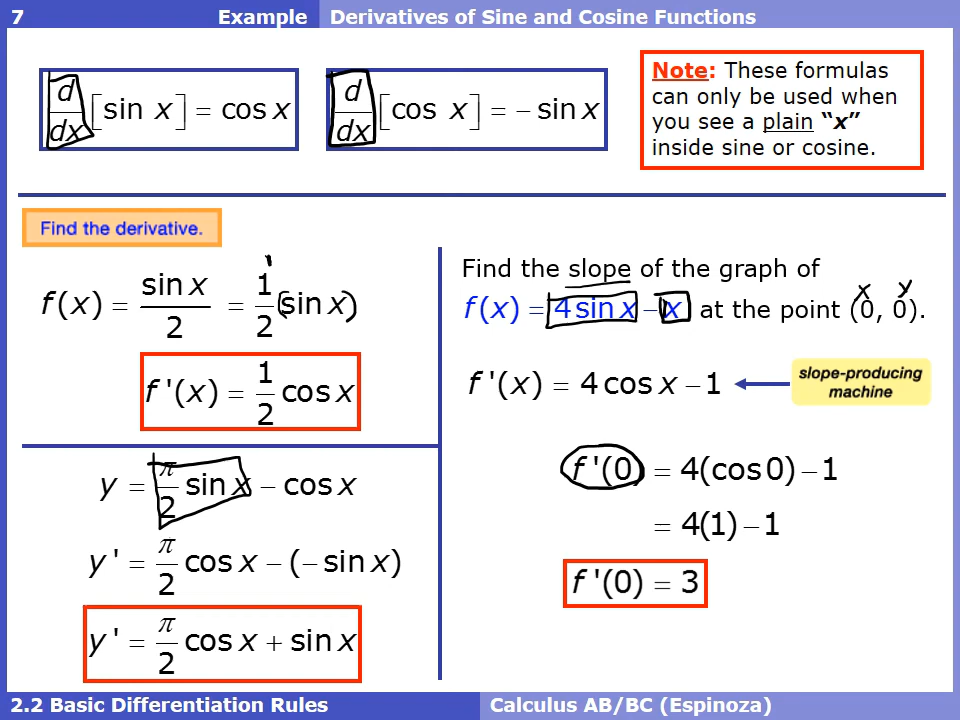 7 Example Derivatives of Sine and Cosine Functions
d/dx [sin x] = cos x
d/dx [cos x] = − sin x
Note: These formulas
can only be used when
you see a plain “x”
inside sine or cosine.
Find the derivative.
f(x) = sin x / 2 = 1/2 (sin x)
f '(x) = 1/2 cos x
y = π/2 sin x − cos x
y ' = π/2 cos x − (− sin x)
y ' = π/2 cos x + sin x
Find the slope of the graph of
x y
f(x) = 4 sin x − x at the point (0, 0).
f '(x) = 4 cos x − 1
slope-producing
machine
f '(0) = 4(cos 0) − 1
= 4(1) − 1
f '(0) = 3
2.2 Basic Differentiation Rules Calculus AB/BC (Espinoza)